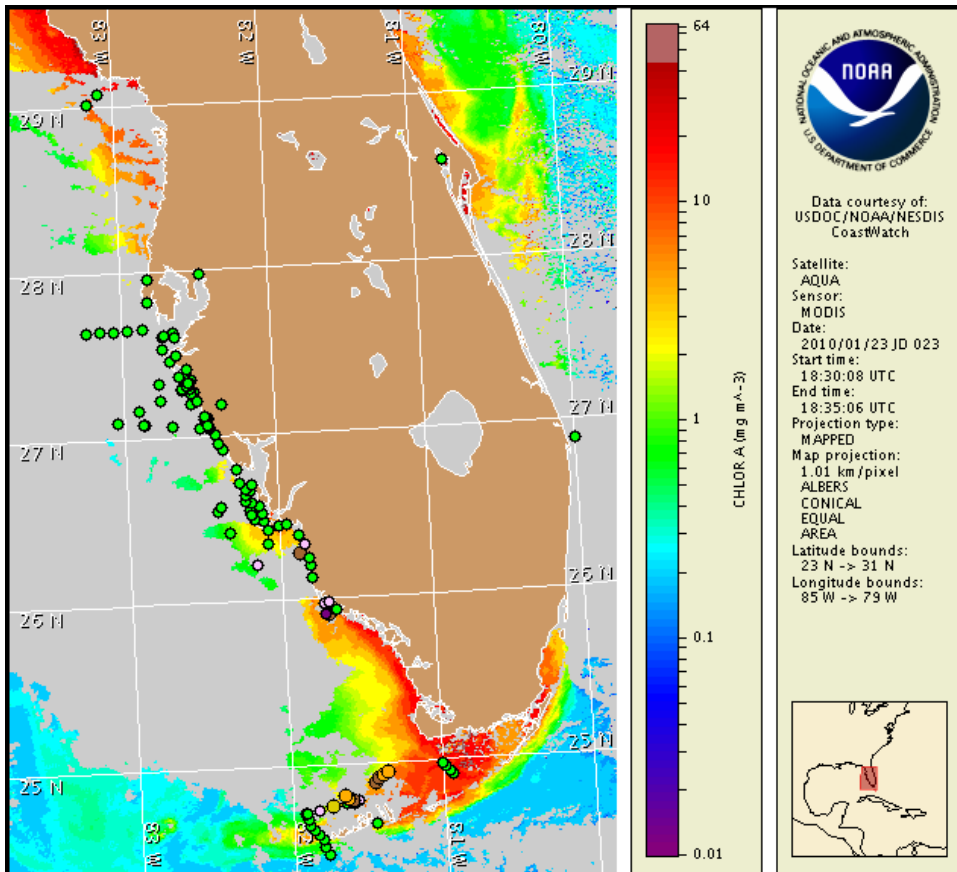 83 W
82 W
81 W
80 W
29 N
29 N
28 N
28 N
27 N
27 N
26 N
26 N
25 N
25 N
83 W
82 W
81 W
64
10
1
0.1
0.01
CHLOR A (mg m^-3)
NATIONAL OCEANIC AND ATMOSPHERIC ADMINISTRATION
NOAA
U.S. DEPARTMENT OF COMMERCE
Data courtesy of:
USDOC/NOAA/NESDIS
CoastWatch
Satellite:
AQUA
Sensor:
MODIS
Date:
2010/01/23 JD 023
Start time:
18:30:08 UTC
End time:
18:35:06 UTC
Projection type:
MAPPED
Map projection:
1.01 km/pixel
ALBERS
CONICAL
EQUAL
AREA
Latitude bounds:
23 N -> 31 N
Longitude bounds:
85 W -> 79 W